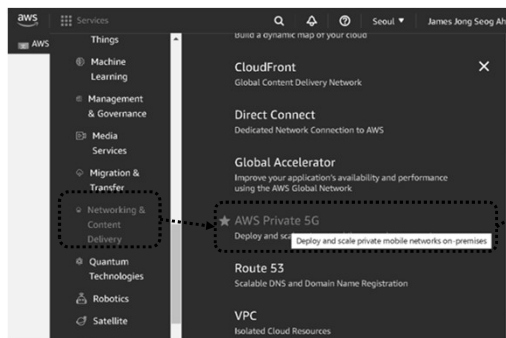 aws
Services
Seoul ▼
James Jong Seog Ah
AWS
Things
Machine
Learning
Management
& Governance
Media
Services
Migration &
Transfer
Networking &
Content
Delivery
Quantum
Technologies
Robotics
Satellite
Build a dynamic map of your cloud
CloudFront
Global Content Delivery Network
Direct Connect
Dedicated Network Connection to AWS
Global Accelerator
Improve your application's availability and performance
using the AWS Global Network
AWS Private 5G
Deploy and sca
Deploy and scale private mobile networks on-premises
Route 53
Scalable DNS and Domain Name Registration
VPC
Isolated Cloud Resources